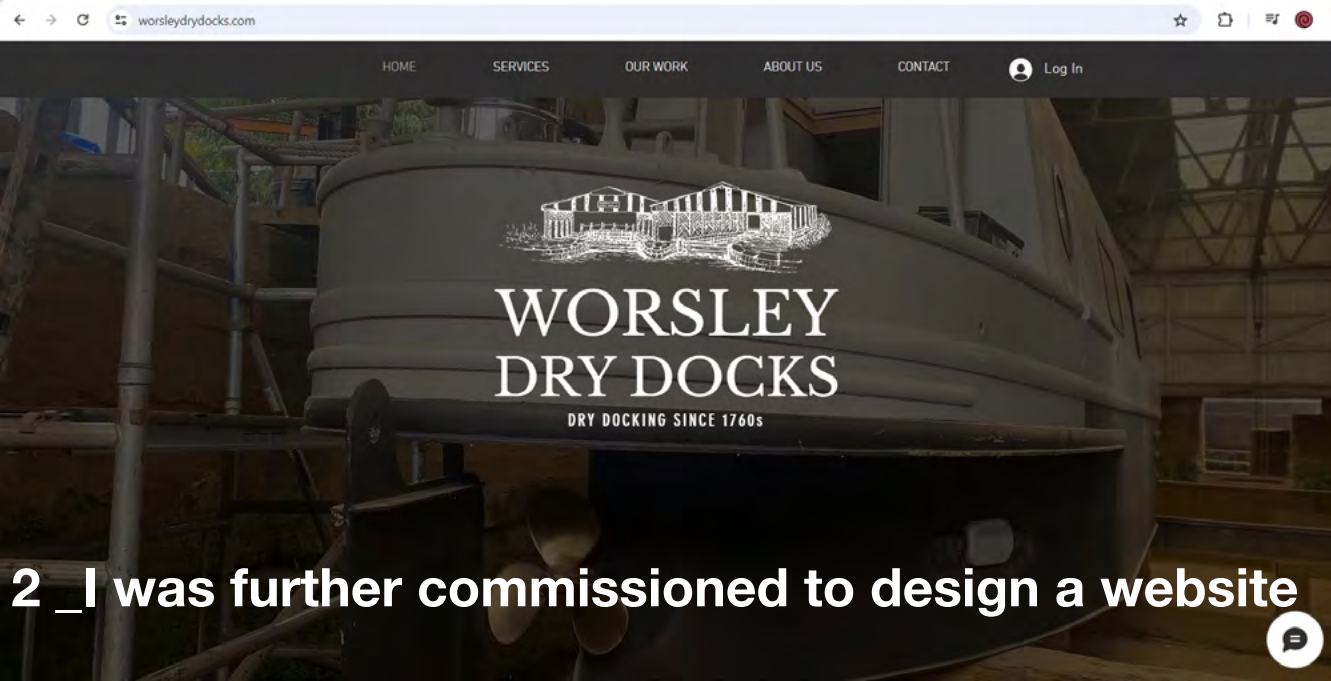 worsleydrydocks.com
HOME SERVICES OUR WORK ABOUT US CONTACT Log In
WORSLEY
DRY DOCKS
DRY DOCKING SINCE 1760s
2 _I was further commissioned to design a website